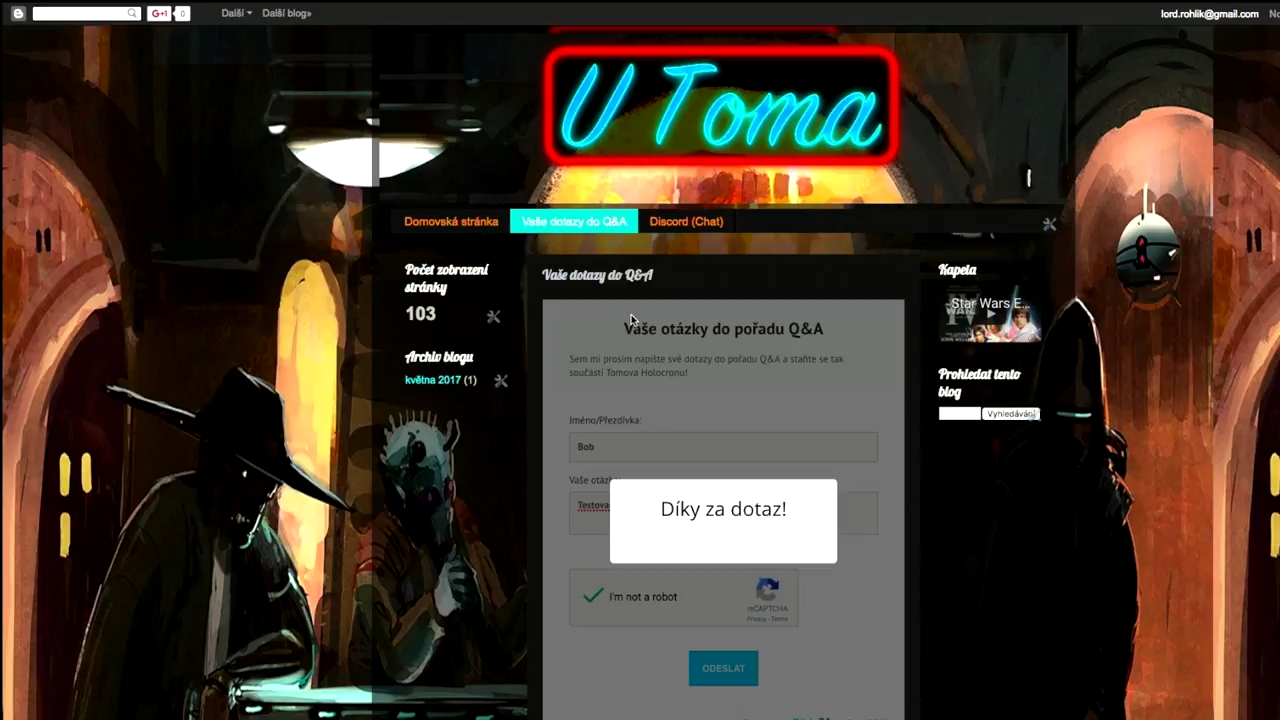 G+1 0 Další Další blog» lord.rohlik@gmail.com
U Toma
Domovská stránka Vaše dotazy do Q&A Discord (Chat)
Počet zobrazení
stránky
103
Archiv blogu
května 2017 (1)
Vaše dotazy do Q&A
Vaše otázky do pořadu Q&A
Sem mi prosím napište své dotazy do pořadu Q&A a staňte se tak
součástí Tomova Holocronu!
Jméno/Přezdívka:
Bob
Díky za dotaz!
I'm not a robot
reCAPTCHA
Privacy - Terms
ODESLAT
Kapela
Star Wars E...
Prohledat tento
blog